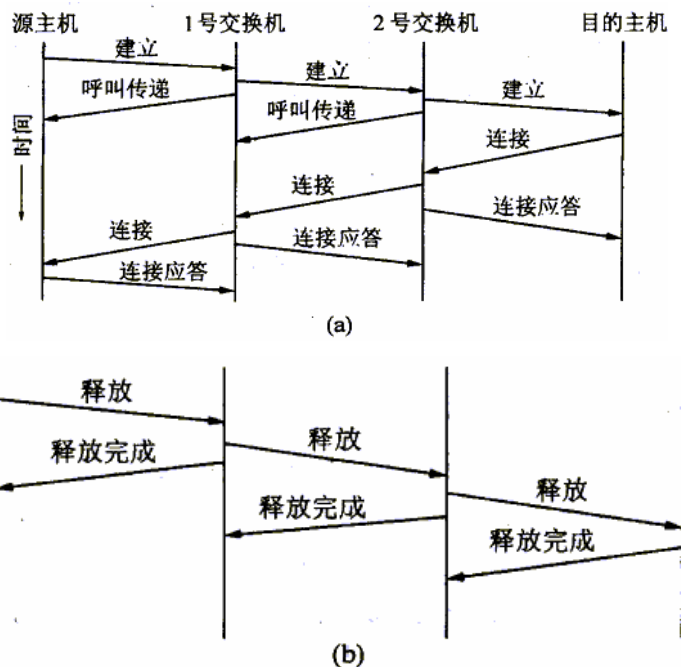 源主机 1号交换机 2号交换机 目的主机
建立
建立
呼叫传递
建立
呼叫传递
时间
连接
连接
连接应答
连接
连接应答
连接应答
(a)
释放
释放
释放完成
释放
释放完成
释放完成
(b)